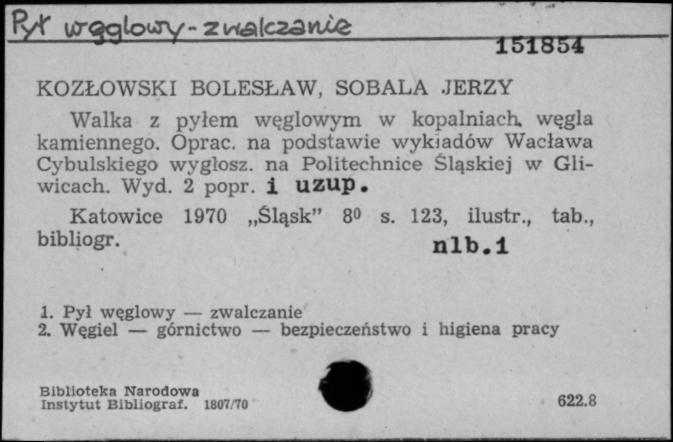 Pył węglowy - zwalczanie
151854
KOZŁOWSKI BOLESŁAW, SOBALA JERZY
Walka z pyłem węglowym w kopalniach węgla
kamiennego. Oprac. na podstawie wykładów Wacława
Cybulskiego wygłosz. na Politechnice Śląskiej w Gli-
wicach. Wyd. 2 popr. i uzup.
Katowice 1970 „Śląsk” 8⁰ s. 123, ilustr., tab.,
bibliogr. nlb.1
1. Pył węglowy — zwalczanie
2. Węgiel — górnictwo — bezpieczeństwo i higiena pracy
Biblioteka Narodowa
Instytut Bibliograf. 1807/70
622.8